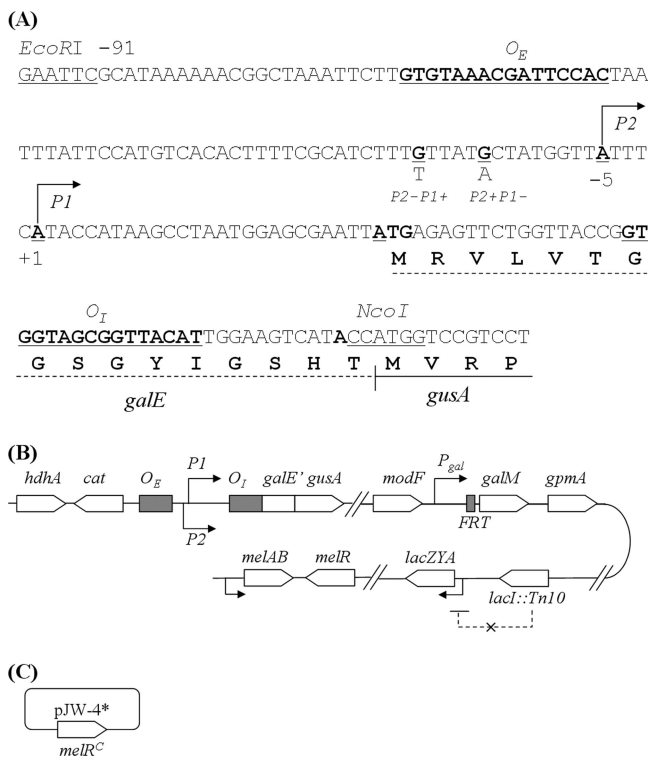 (A)
EcoRI -91 O_E
GAATTCGCATAAAAAACGGCTAAATTCTTGTGTAAACGATTCCACTAA
P2
TTTATTCCATGTCACACTTTTCGCATCTTTGTTATGCTATGGTTATTT
T A -5
P2-P1+ P2+P1-
P1
CATACCATAAGCCTAATGGAGCGAATTATGAGAGTTCTGGTTACCGGT
+1 M R V L V T G
O_I NcoI
GGTAGCGGTTACATTGGAAGTCATACCATGGTCCGTCCT
G S G Y I G S H T M V R P
galE gusA
(B)
hdhA cat O_E P1 O_I galE' gusA modF P_gal galM gpmA
P2 FRT
melAB melR lacZYA lacI::Tn10
(C)
pJW-4*
melR^C